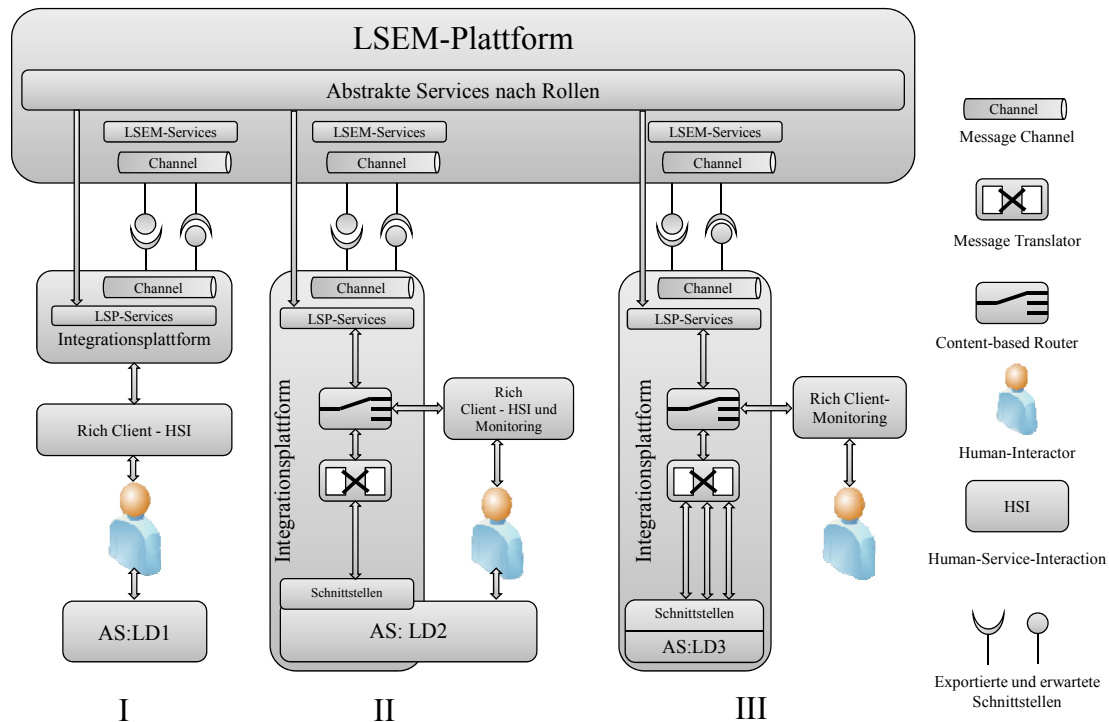 LSEM-Plattform
Abstrakte Services nach Rollen
LSEM-Services
Channel
LSEM-Services
Channel
LSEM-Services
Channel
Channel
LSP-Services
Integrationsplattform
Rich Client - HSI
AS:LD1
I
Channel
LSP-Services
Integrationsplattform
Rich
Client - HSI und
Monitoring
Schnittstellen
AS: LD2
II
Channel
LSP-Services
Integrationsplattform
Rich Client-
Monitoring
Schnittstellen
AS:LD3
III
Channel
Message Channel
Message Translator
Content-based Router
Human-Interactor
HSI
Human-Service-Interaction
Exportierte und erwartete
Schnittstellen